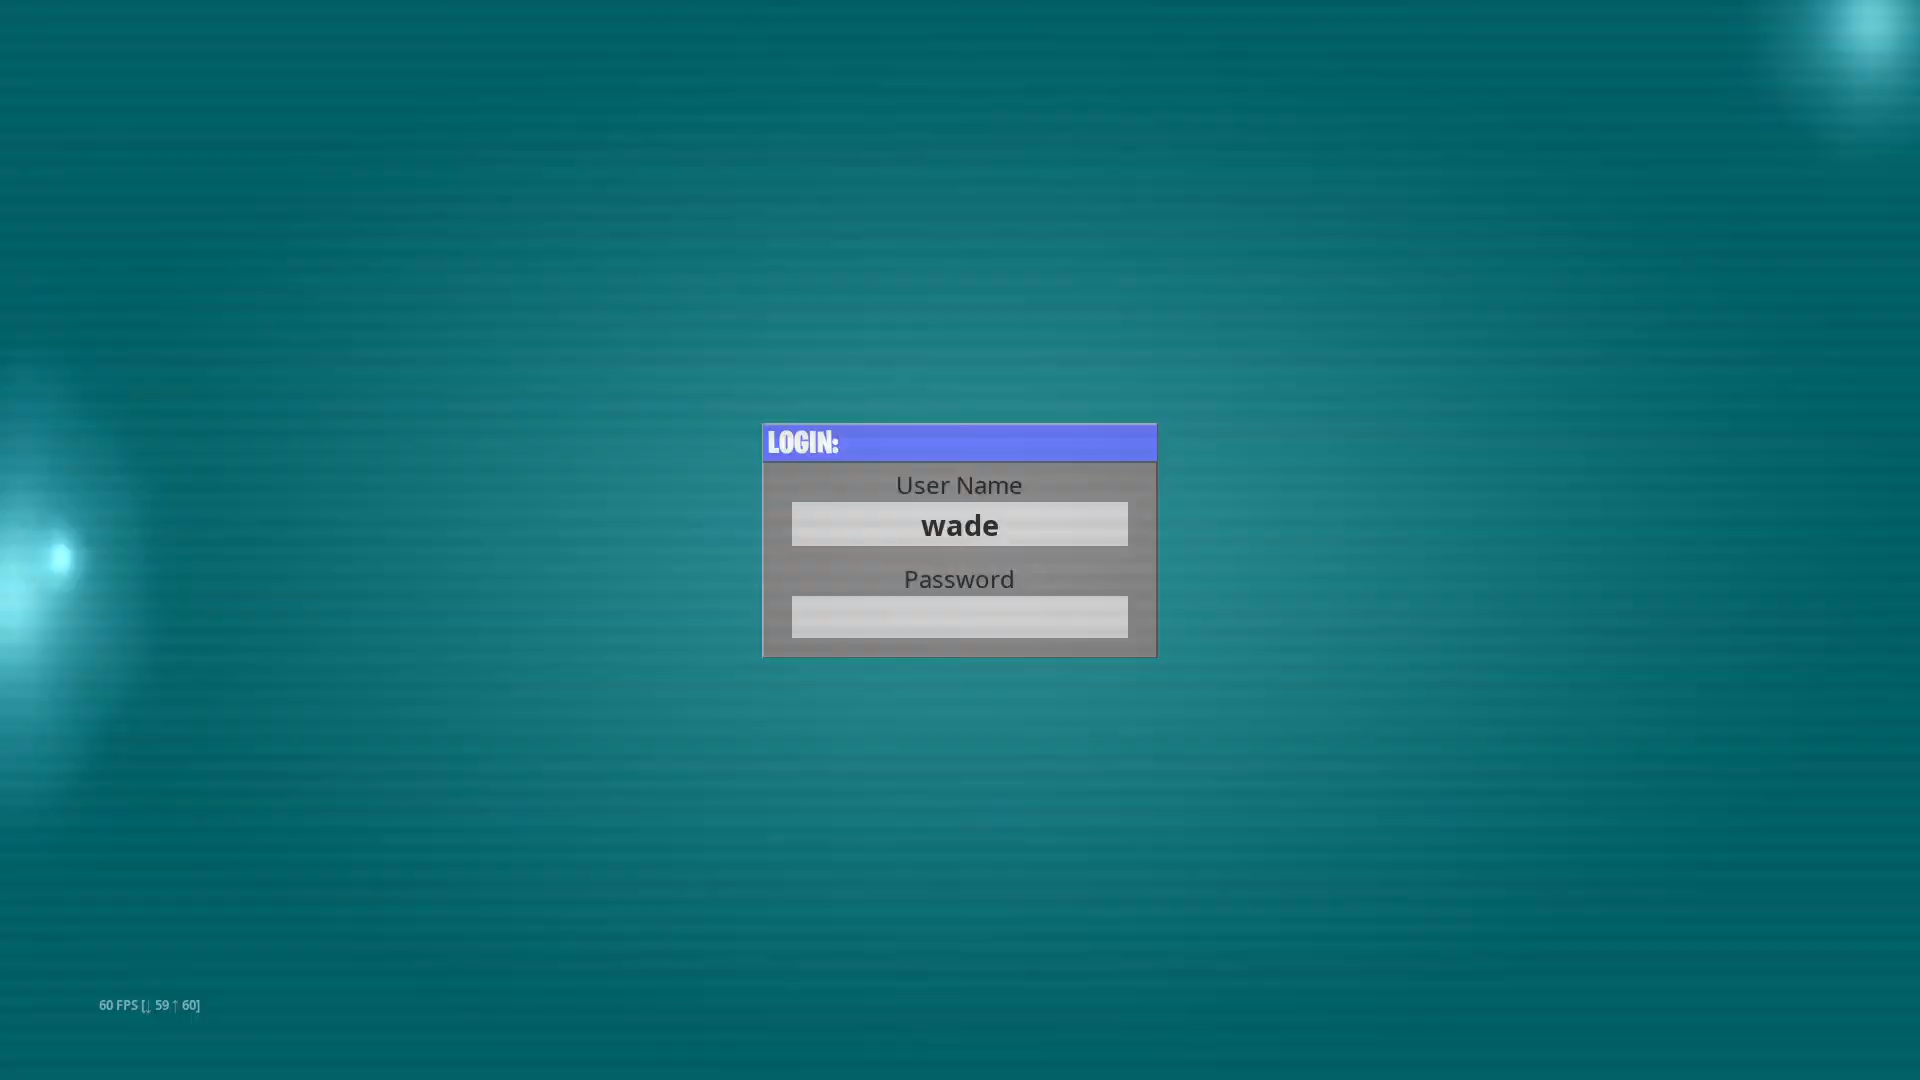 LOGIN:
User Name
wade
Password
60 FPS [↓ 59 ↑ 60]